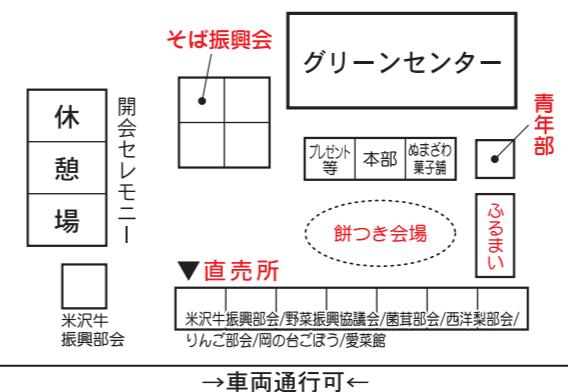 そば振興会
グリーンセンター
青年部
休憩場
開会セレモニー
プレゼント等
本部
ぬまざわ菓子舗
餅つき会場
ふるまい
▼直売所
米沢牛
振興部会
米沢牛振興部会/野菜振興協議会/菌茸部会/西洋梨部会/
りんご部会/岡の台ごぼう/愛菜館
→車両通行可←